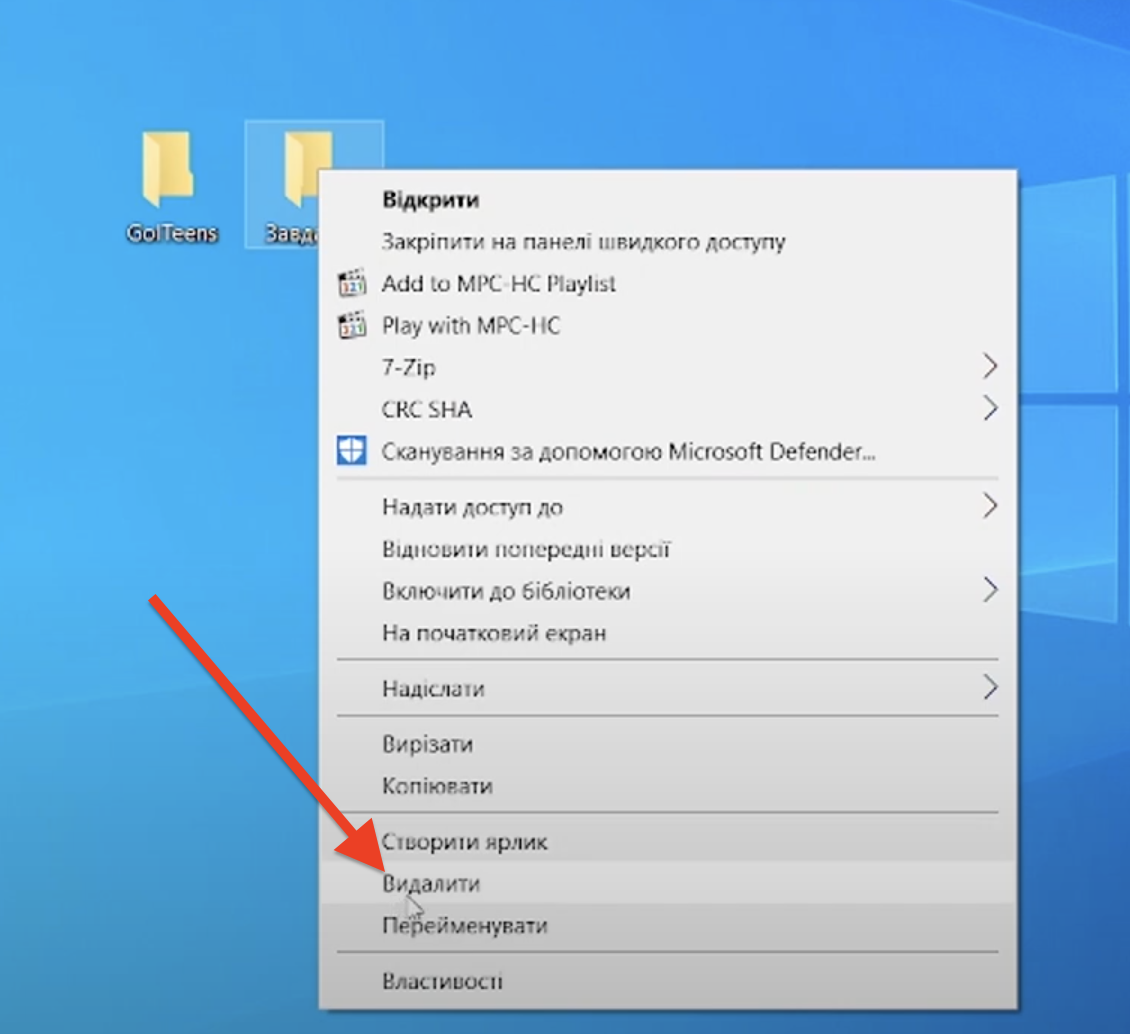 GoITeens
Відкрити
Закріпити на панелі швидкого доступу
Add to MPC-HC Playlist
Play with MPC-HC
7-Zip
CRC SHA
Сканування за допомогою Microsoft Defender...
Надати доступ до
Відновити попередні версії
Включити до бібліотеки
На початковий екран
Надіслати
Вирізати
Копіювати
Створити ярлик
Видалити
Перейменувати
Властивості